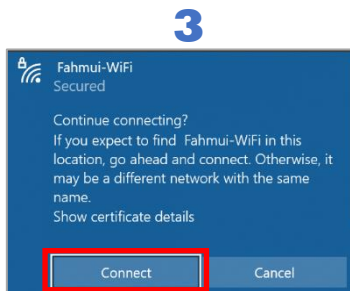 3
Fahmui-WiFi
Secured
Continue connecting?
If you expect to find Fahmui-WiFi in this
location, go ahead and connect. Otherwise, it
may be a different network with the same
name.
Show certificate details
Connect Cancel